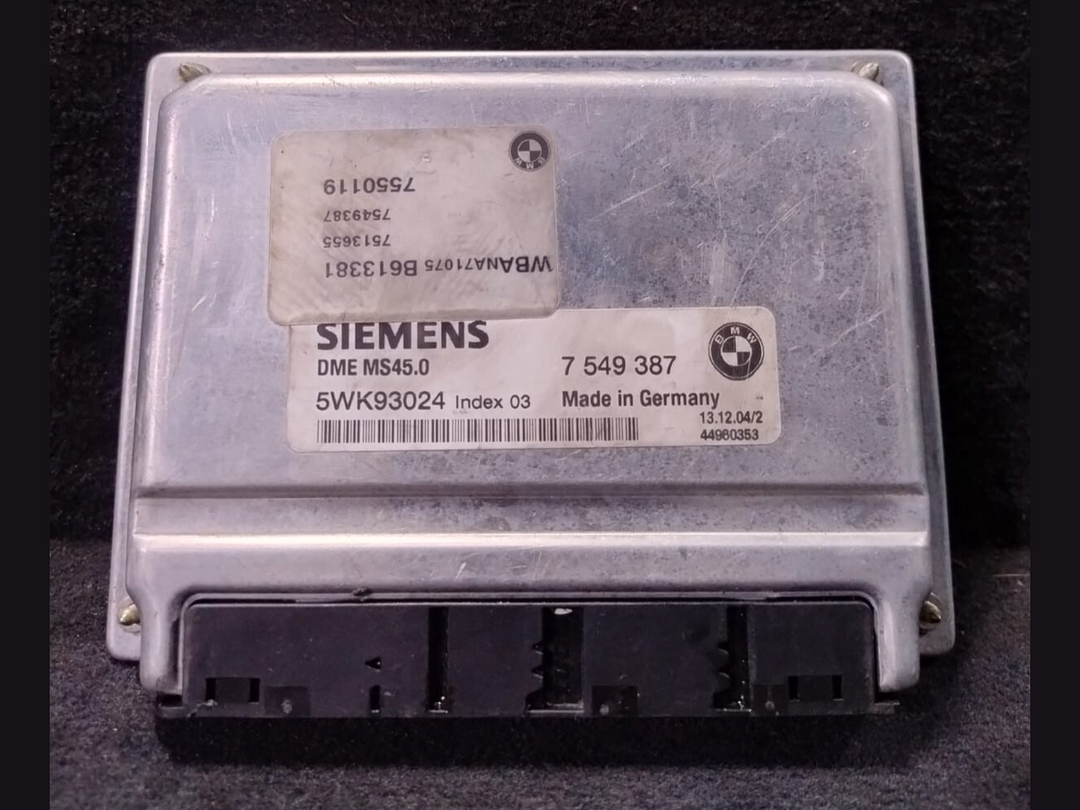 7550119
7549387
7513655
WBANA71075 B613381
SIEMENS
DME MS45.0
7 549 387
BMW
5WK93024 Index 03
Made in Germany
13.12.04/2
44960353